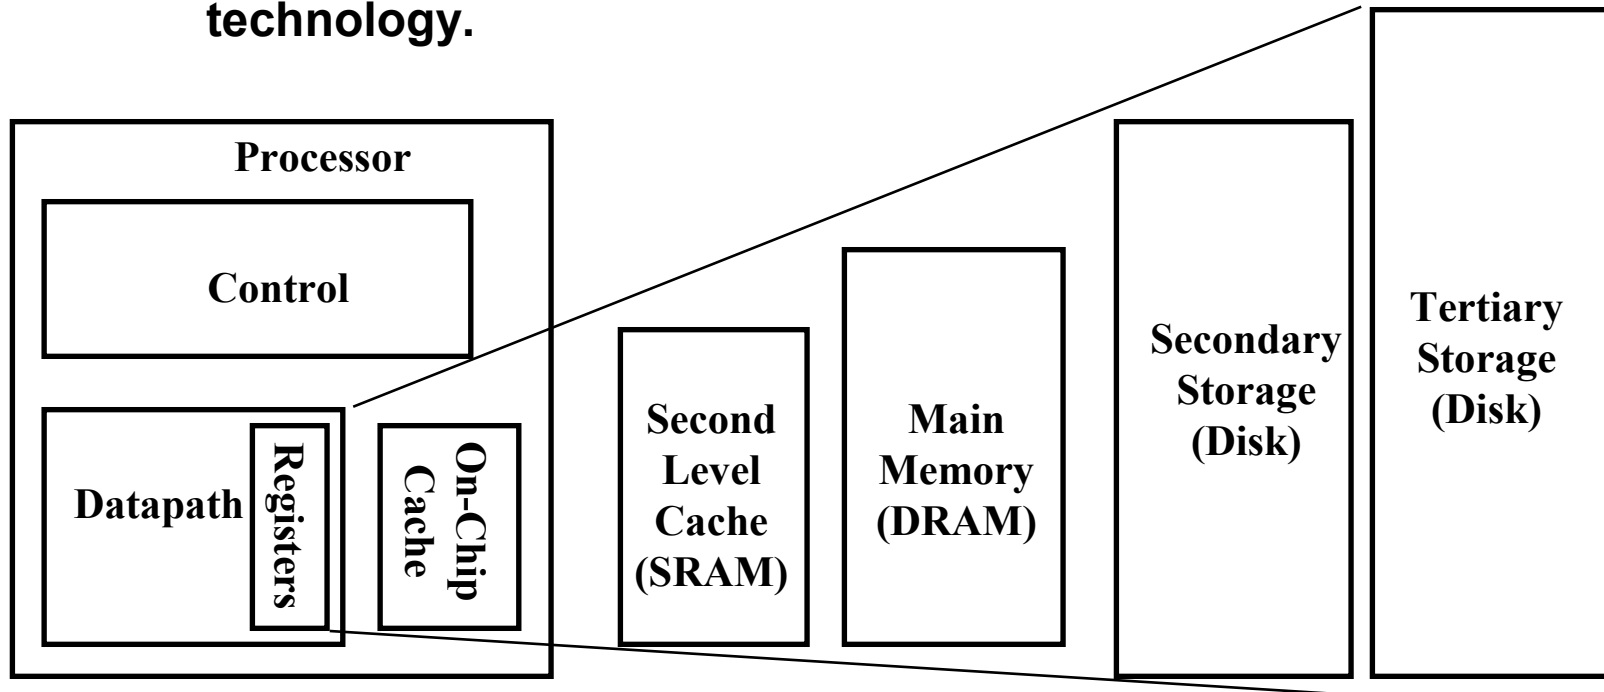 technology.
Processor
Control
Datapath
Registers
On-Chip
Cache
Second
Level
Cache
(SRAM)
Main
Memory
(DRAM)
Secondary
Storage
(Disk)
Tertiary
Storage
(Disk)